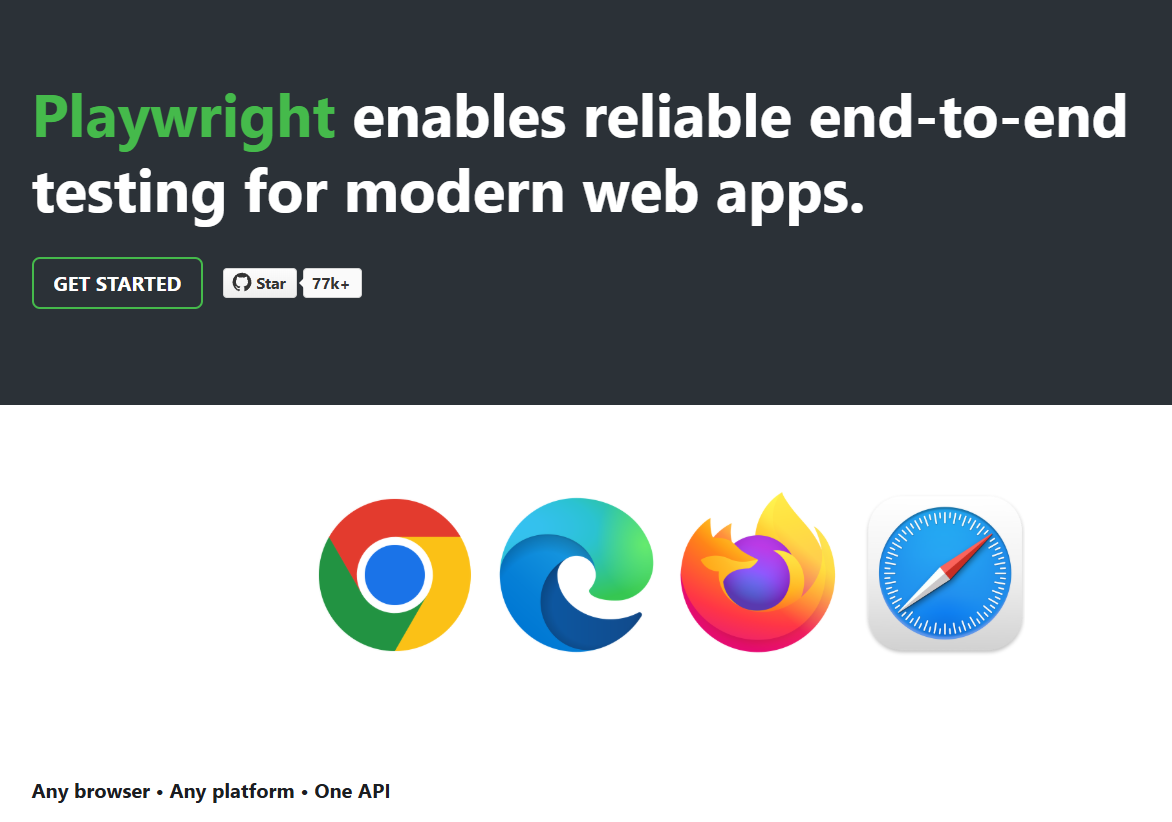 Playwright enables reliable end-to-end
testing for modern web apps.
GET STARTED
Star
77k+
Any browser • Any platform • One API